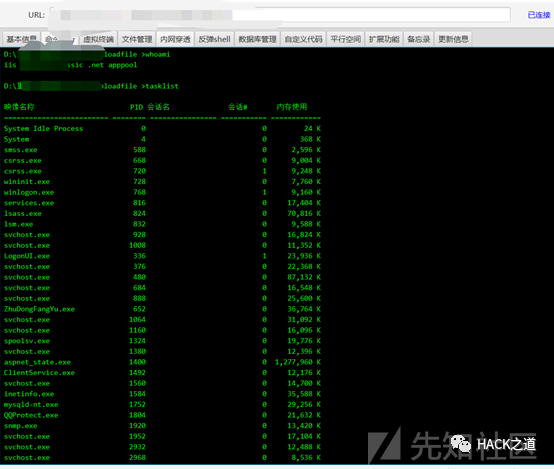 URL: 已连接
基本信息 虚拟终端 文件管理 内网穿透 反弹shell 数据库管理 自定义代码 平行空间 扩展功能 备忘录 更新信息
D:\ loadfile >whoami
iis ssic .net apppool
D:\ loadfile >tasklist
映像名称 PID 会话名 会话# 内存使用
========================= ======== ================ =========== ============
System Idle Process 0 0 24 K
System 4 0 368 K
smss.exe 588 0 2,596 K
csrss.exe 668 0 9,004 K
csrss.exe 720 1 9,248 K
wininit.exe 728 0 7,760 K
winlogon.exe 768 1 9,160 K
services.exe 816 0 17,404 K
lsass.exe 824 0 70,816 K
lsm.exe 832 0 9,588 K
svchost.exe 928 0 16,824 K
svchost.exe 1008 0 11,352 K
LogonUI.exe 336 1 23,936 K
svchost.exe 376 0 22,368 K
svchost.exe 480 0 87,132 K
svchost.exe 684 0 16,548 K
svchost.exe 888 0 25,600 K
ZhuDongFangYu.exe 652 0 36,764 K
svchost.exe 1064 0 31,092 K
svchost.exe 1160 0 16,096 K
spoolsv.exe 1324 0 19,776 K
svchost.exe 1380 0 12,396 K
aspnet_state.exe 1400 0 1,277,960 K
ClientService.exe 1492 0 12,176 K
svchost.exe 1560 0 14,700 K
inetinfo.exe 1584 0 35,588 K
mysqld-nt.exe 1752 0 29,256 K
QQProtect.exe 1804 0 21,632 K
snmp.exe 1920 0 13,420 K
svchost.exe 1952 0 17,104 K
svchost.exe 2932 0 12,488 K
svchost.exe 2968 0 8,536 K
先知社区
HACK之道